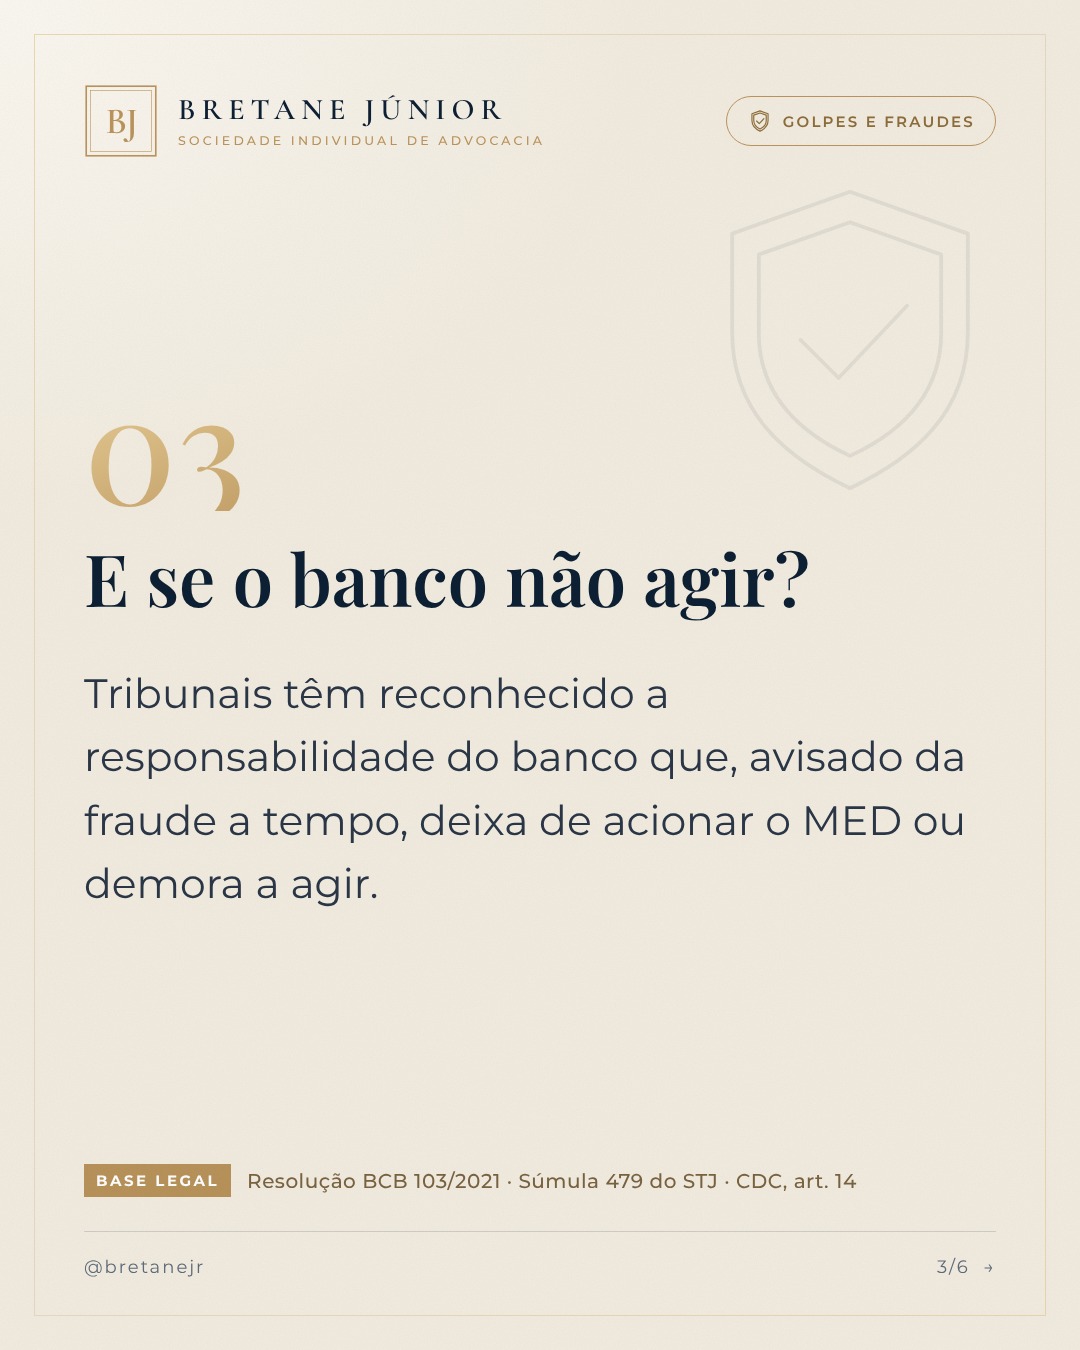 BJ
BRETANE JÚNIOR
SOCIEDADE INDIVIDUAL DE ADVOCACIA
GOLPES E FRAUDES
03
E se o banco não agir?
Tribunais têm reconhecido a
responsabilidade do banco que, avisado da
fraude a tempo, deixa de acionar o MED ou
demora a agir.
BASE LEGAL Resolução BCB 103/2021 · Súmula 479 do STJ · CDC, art. 14
@bretanejr
3/6 →